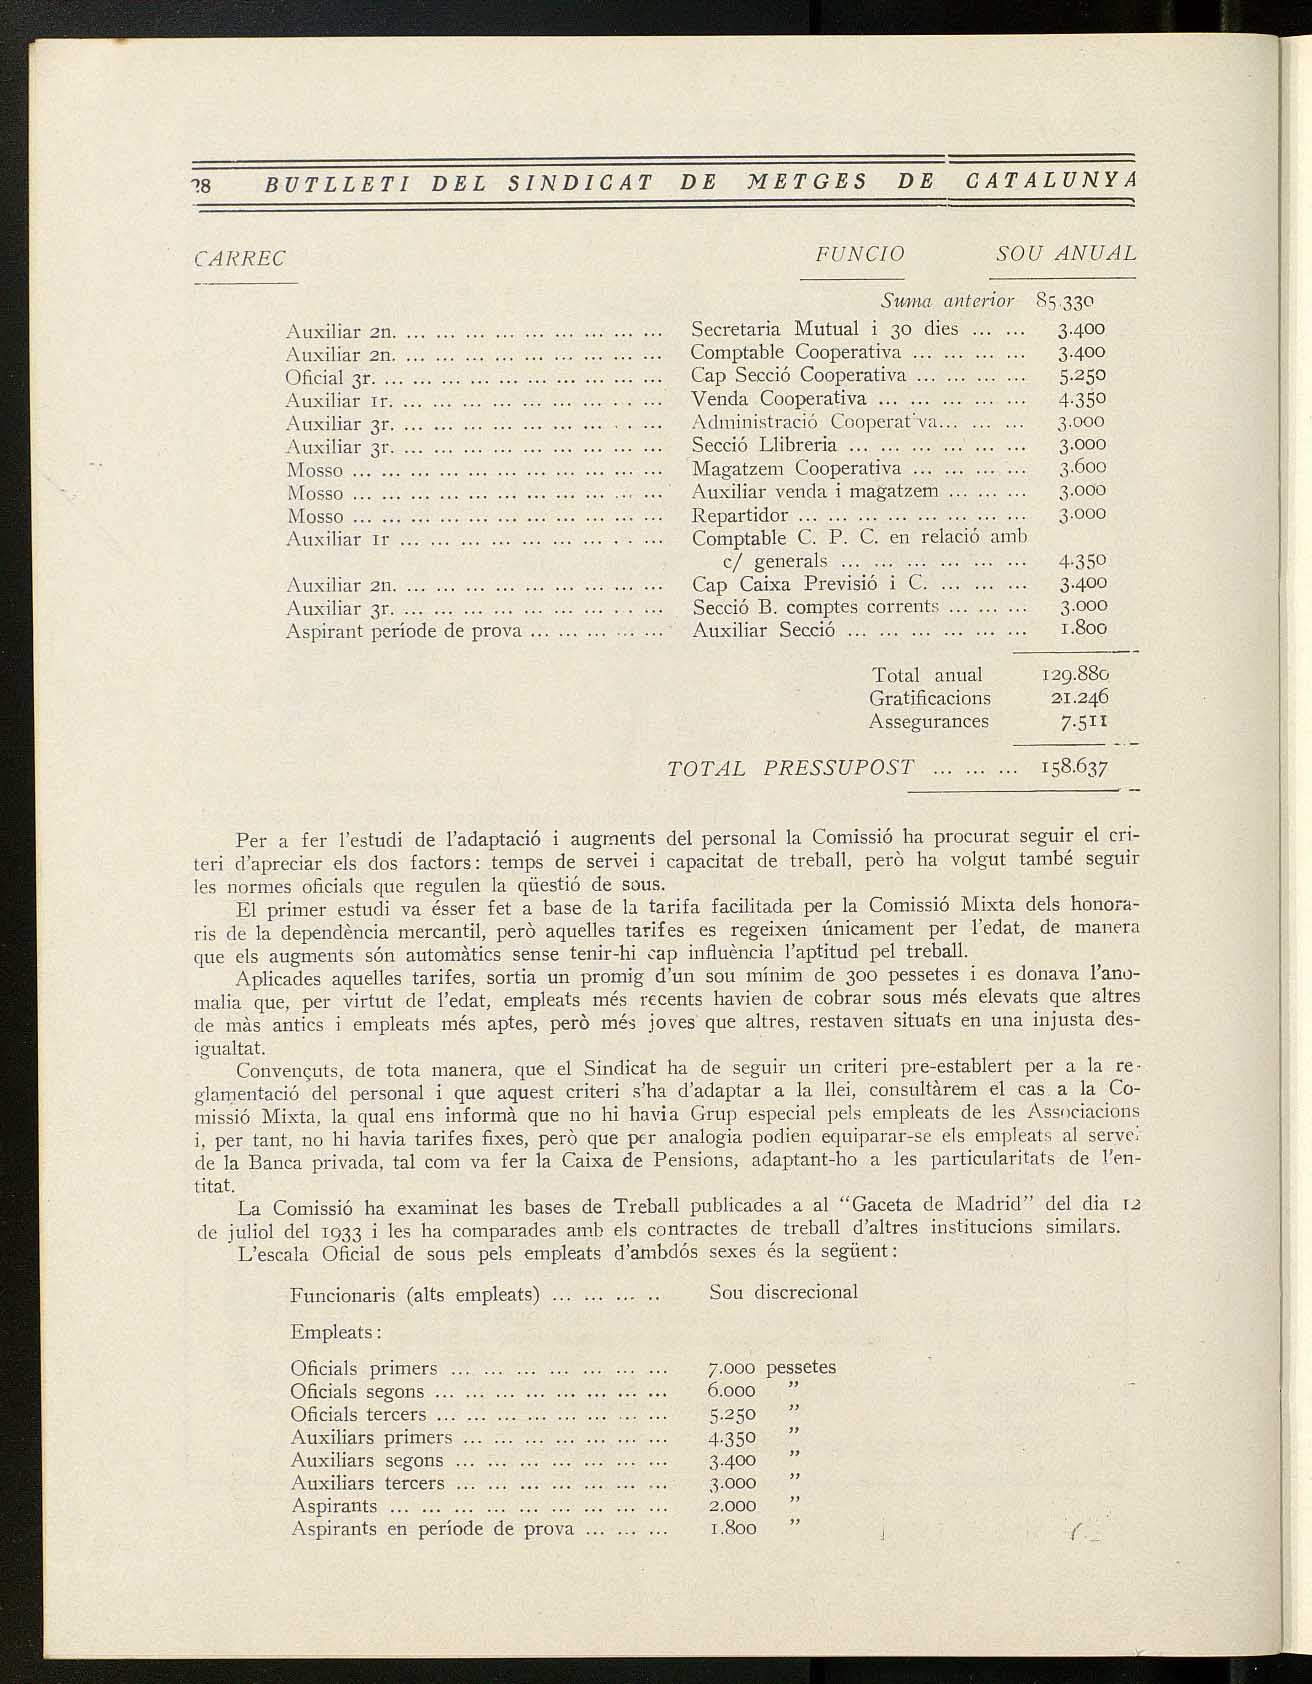 28 BUTLLETI DEL SINDICAT DE METGES DE CATALUNYA
CARREC FUNCIO SOU ANUAL
Suma anterior 85.330
Auxiliar 2n. ... ... ... ... ... ... ... ... ... Secretaria Mutual i 30 dies ... ... 3.400
Auxiliar 2n. ... ... ... ... ... ... ... ... ... Comptable Cooperativa ... ... ... ... 3.400
Oficial 3r. ... ... ... ... ... ... ... ... ... ... Cap Secció Cooperativa ... ... ... ... 5.250
Auxiliar 1r. ... ... ... ... ... ... ... . . ... Venda Cooperativa ... ... ... ... ... 4.350
Auxiliar 3r. ... ... ... ... ... ... ... . . ... Administració Cooperativa... ... ... 3.000
Auxiliar 3r. ... ... ... ... ... ... ... ... ... Secció Llibreria ... ... ... ... ... ... 3.000
Mosso ... ... ... ... ... ... ... ... ... ... ... Magatzem Cooperativa ... ... ... ... 3.600
Mosso ... ... ... ... ... ... ... ... ... ... ... Auxiliar venda i magatzem ... ... ... 3.000
Mosso ... ... ... ... ... ... ... ... ... ... ... Repartidor ... ... ... ... ... ... ... ... 3.000
Auxiliar 1r ... ... ... ... ... ... ... . . ... Comptable C. P. C. en relació amb
c/ generals ... ... ... ... ... ... 4.350
Auxiliar 2n. ... ... ... ... ... ... ... ... ... Cap Caixa Previsió i C. ... ... ... 3.400
Auxiliar 3r. ... ... ... ... ... ... ... . . ... Secció B. comptes corrents ... ... ... 3.000
Aspirant període de prova ... ... ... ... ... Auxiliar Secció ... ... ... ... ... ... 1.800
Total anual 129.880
Gratificacions 21.246
Assegurances 7.511
TOTAL PRESSUPOST ... ... ... 158.637
Per a fer l'estudi de l'adaptació i augments del personal la Comissió ha procurat seguir el cri-
teri d'apreciar els dos factors: temps de servei i capacitat de treball, però ha volgut també seguir
les normes oficials que regulen la qüestió de sous.
El primer estudi va ésser fet a base de la tarifa facilitada per la Comissió Mixta dels honora-
ris de la dependència mercantil, però aquelles tarifes es regeixen únicament per l'edat, de manera
que els augments són automàtics sense tenir-hi cap influència l'aptitud pel treball.
Aplicades aquelles tarifes, sortia un promig d'un sou mínim de 300 pessetes i es donava l'ano-
malia que, per virtut de l'edat, empleats més recents havien de cobrar sous més elevats que altres
de màs antics i empleats més aptes, però més joves que altres, restaven situats en una injusta des-
igualtat.
Convençuts, de tota manera, que el Sindicat ha de seguir un criteri pre-establert per a la re-
glamentació del personal i que aquest criteri s'ha d'adaptar a la llei, consultàrem el cas a la Co-
missió Mixta, la qual ens informà que no hi havia Grup especial pels empleats de les Associacions
i, per tant, no hi havia tarifes fixes, però que per analogia podien equiparar-se els empleats al servei
de la Banca privada, tal com va fer la Caixa de Pensions, adaptant-ho a les particularitats de l'en-
titat.
La Comissió ha examinat les bases de Treball publicades a al "Gaceta de Madrid" del dia 12
de juliol del 1933 i les ha comparades amb els contractes de treball d'altres institucions similars.
L'escala Oficial de sous pels empleats d'ambdós sexes és la següent:
Funcionaris (alts empleats) ... ... ... .. Sou discrecional
Empleats:
Oficials primers ... ... ... ... ... ... ... 7.000 pessetes
Oficials segons ... ... ... ... ... ... ... ... 6.000 "
Oficials tercers ... ... ... ... ... ... ... ... 5.250 "
Auxiliars primers ... ... ... ... ... ... ... 4.350 "
Auxiliars segons ... ... ... ... ... ... ... 3.400 "
Auxiliars tercers ... ... ... ... ... ... ... 3.000 "
Aspirants ... ... ... ... ... ... ... ... ... 2.000 "
Aspirants en període de prova ... ... ... 1.800 "